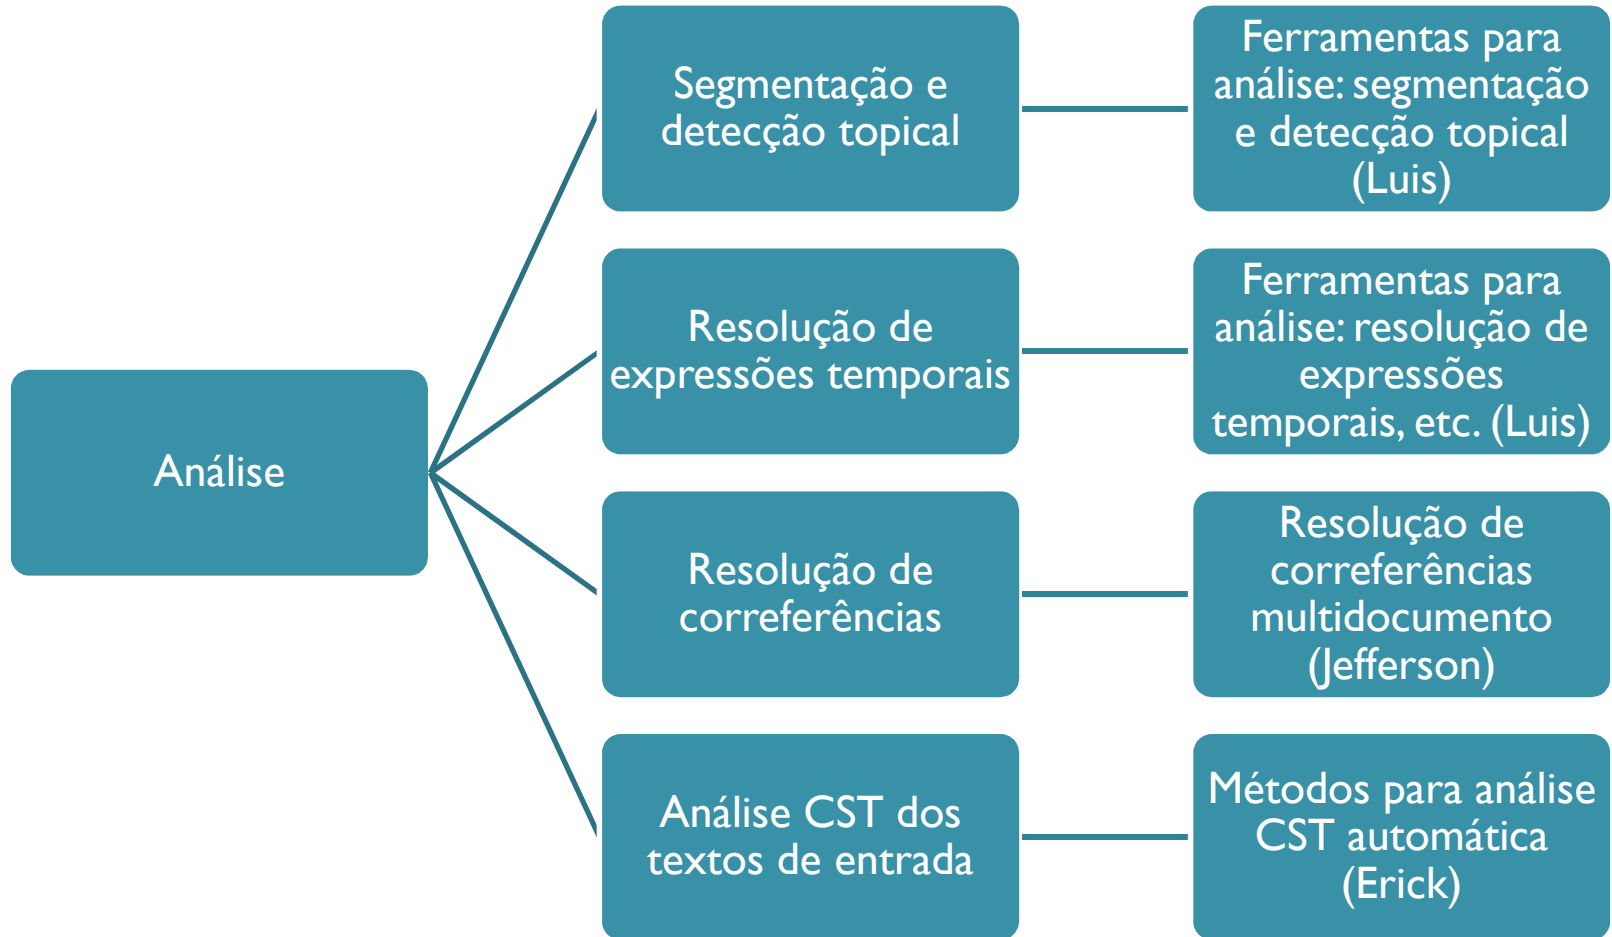 Análise
Segmentação e
detecção topical
Ferramentas para
análise: segmentação
e detecção topical
(Luis)
Resolução de
expressões temporais
Ferramentas para
análise: resolução de
expressões
temporais, etc. (Luis)
Resolução de
correferências
Resolução de
correferências
multidocumento
(Jefferson)
Análise CST dos
textos de entrada
Métodos para análise
CST automática
(Erick)